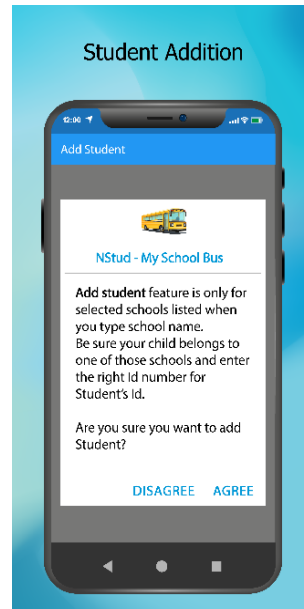 Student Addition
12:00
Add Student
NStud - My School Bus
Add student feature is only for
selected schools listed when
you type school name.
Be sure your child belongs to
one of those schools and enter
the right Id number for
Student's Id.
Are you sure you want to add
Student?
DISAGREE AGREE